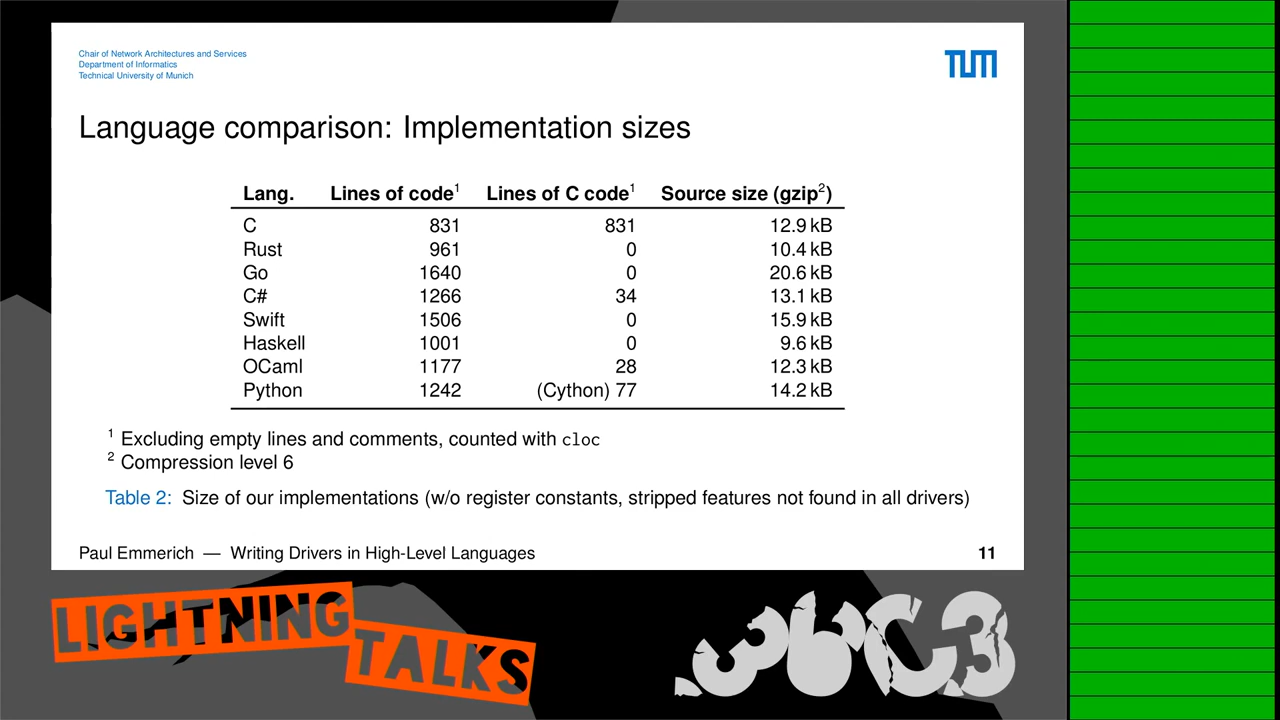 Chair of Network Architectures and Services
Department of Informatics
Technical University of Munich
TUM
Language comparison: Implementation sizes
Lang. Lines of code1 Lines of C code1 Source size (gzip2)
C 831 831 12.9 kB
Rust 961 0 10.4 kB
Go 1640 0 20.6 kB
C# 1266 34 13.1 kB
Swift 1506 0 15.9 kB
Haskell 1001 0 9.6 kB
OCaml 1177 28 12.3 kB
Python 1242 (Cython) 77 14.2 kB
1 Excluding empty lines and comments, counted with cloc
2 Compression level 6
Table 2: Size of our implementations (w/o register constants, stripped features not found in all drivers)
Paul Emmerich — Writing Drivers in High-Level Languages 11
LIGHTNING
TALKS
.36C3